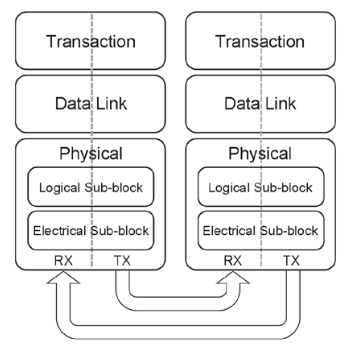 Transaction Transaction
Data Link Data Link
Physical Physical
Logical Sub-block Logical Sub-block
Electrical Sub-block Electrical Sub-block
RX TX RX TX